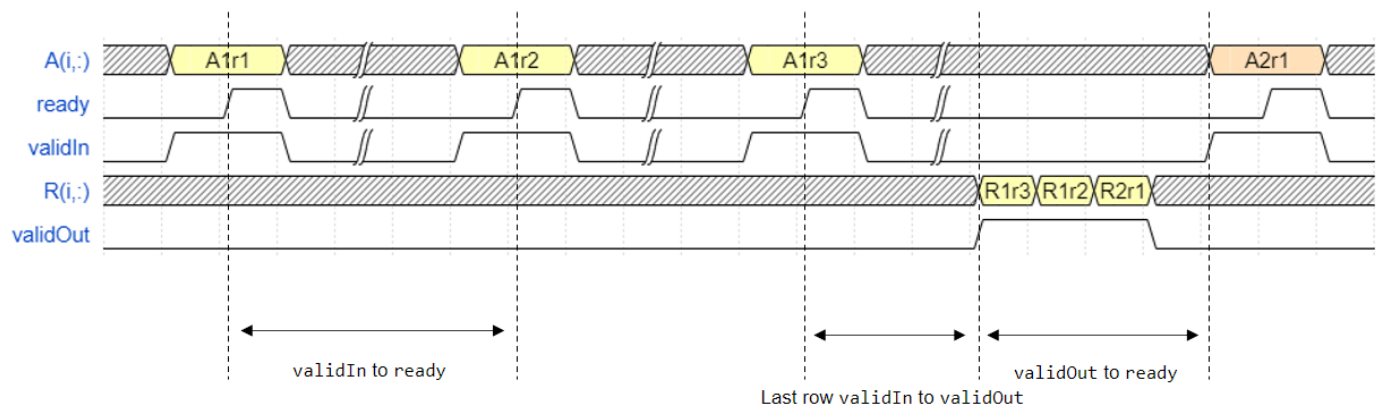 A(i,:) A1r1 A1r2 A1r3 A2r1
ready
validIn
R(i,:) R1r3 R1r2 R2r1
validOut
validIn to ready
validOut to ready
Last row validIn to validOut